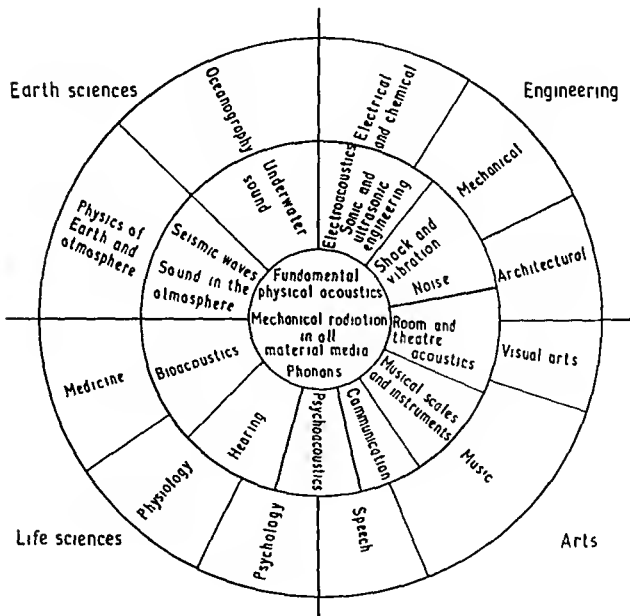 Earth sciences
Engineering
Oceanography
Electrical
and chemical
Mechanical
Architectural
Visual arts
Music
Speech
Psychology
Physiology
Medicine
Physics of
Earth and
atmosphere
Underwater
sound
Electroacoustics
Sonic and
ultrasonic
engineering
Shock and
vibration
Noise
Room and
theatre
acoustics
Musical scales
and instruments
Communication
Psychoacoustics
Hearing
Bioacoustics
Seismic waves
Sound in the
atmosphere
Fundamental
physical acoustics
Mechanical radiation
in all
material media
Phonons
Life sciences
Arts